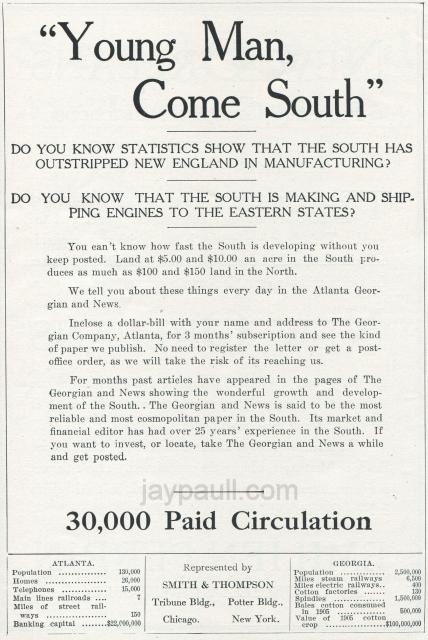 “Young Man,
Come South”
DO YOU KNOW STATISTICS SHOW THAT THE SOUTH HAS
OUTSTRIPPED NEW ENGLAND IN MANUFACTURING?
DO YOU KNOW THAT THE SOUTH IS MAKING AND SHIP-
PING ENGINES TO THE EASTERN STATES?
You can't know how fast the South is developing without you
keep posted. Land at $5.00 and $10.00 an acre in the South pro-
duces as much as $100 and $150 land in the North.
We tell you about these things every day in the Atlanta Geor-
gian and News.
Inclose a dollar-bill with your name and address to The Geor-
gian Company, Atlanta, for 3 months' subscription and see the kind
of paper we publish. No need to register the letter or get a post-
office order, as we will take the risk of its reaching us.
For months past articles have appeared in the pages of The
Georgian and News showing the wonderful growth and develop-
ment of the South. . The Georgian and News is said to be the most
reliable and most cosmopolitan paper in the South. Its market and
financial editor has had over 25 years' experience in the South. If
you want to invest, or locate, take The Georgian and News a while
and get posted.
jaypaull.com
30,000 Paid Circulation
ATLANTA.
Population ............... 130,000
Homes .................. 26,000
Telephones .............. 15,000
Main lines railroads .... 7
Miles of street rail-
ways ................. 150
Banking capital ......$22,000,000
Represented by
SMITH & THOMPSON
Tribune Bldg., Potter Bldg.,
Chicago. New York.
GEORGIA.
Population ................ 2,500,000
Miles steam railways 6,500
Miles electric railways.. 400
Cotton factories ........ 130
Spindles ................ 1,500,000
Bales cotton consumed
in 1905 ............... 500,000
Value of 1905 cotton
crop ...............$100,000,000